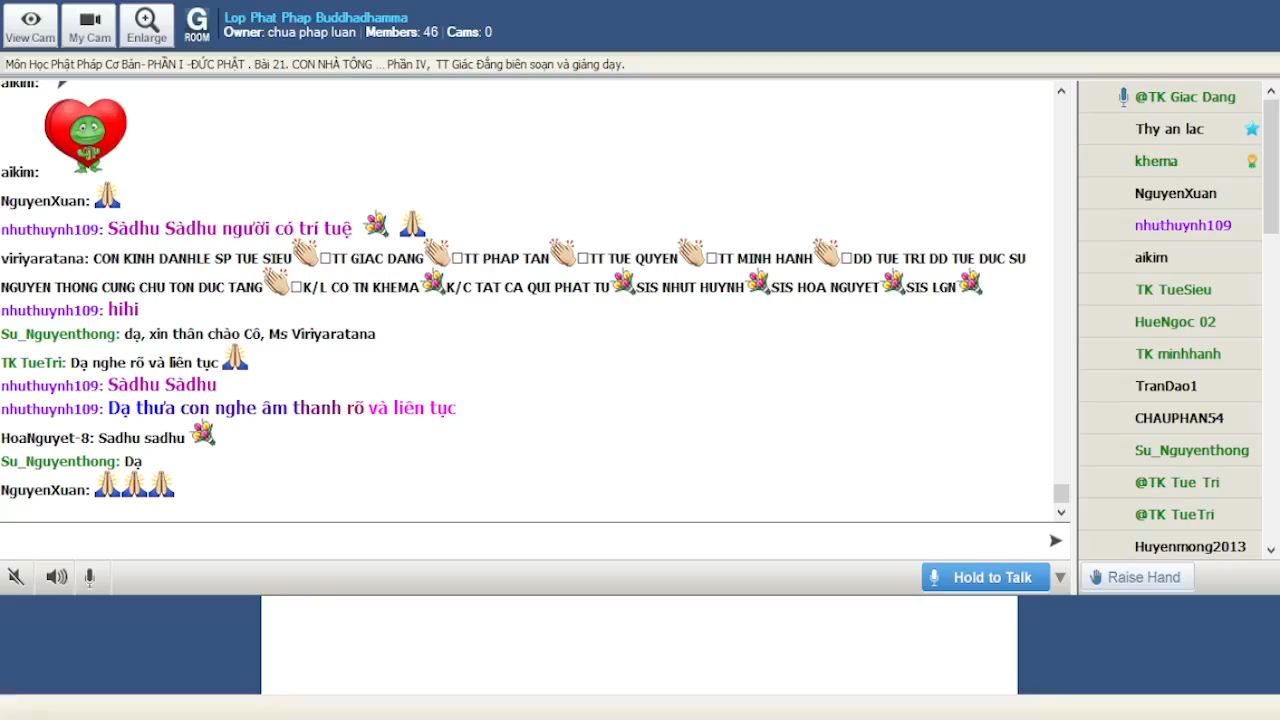 View Cam
My Cam
Enlarge
G
ROOM
Lop Phat Phap Buddhadhamma
Owner: chua phap luan | Members: 46 | Cams: 0
Môn Học Phật Pháp Cơ Bản- PHẦN I -ĐỨC PHẬT . Bài 21. CON NHÀ TÔNG ... Phần IV, TT Giác Đẳng biên soạn và giảng dạy.
aikim:
aikim:
NguyenXuan:
nhuthuynh109: Sàdhu Sàdhu người có trí tuệ
viriyaratana: CON KINH DANHLE SP TUE SIEU TT GIAC DANG TT PHAP TAN TT TUE QUYEN TT MINH HANH DD TUE TRI DD TUE DUC SU
NGUYEN THONG CUNG CHU TON DUC TANG K/L CO TN KHEMA K/C TAT CA QUI PHAT TU SIS NHUT HUYNH SIS HOA NGUYET SIS LGN
nhuthuynh109: hihi
Su_Nguyenthong: dạ, xin thân chào Cô, Ms Viriyaratana
TK TueTri: Dạ nghe rõ và liên tục
nhuthuynh109: Sàdhu Sàdhu
nhuthuynh109: Dạ thưa con nghe âm thanh rõ và liên tục
HoaNguyet-8: Sadhu sadhu
Su_Nguyenthong: Dạ
NguyenXuan:
Hold to Talk
@TK Giac Dang
Thy an lac
khema
NguyenXuan
nhuthuynh109
aikim
TK TueSieu
HueNgoc 02
TK minhhanh
TranDao1
CHAUPHAN54
Su_Nguyenthong
@TK Tue Tri
@TK TueTri
Huyenmong2013
Raise Hand